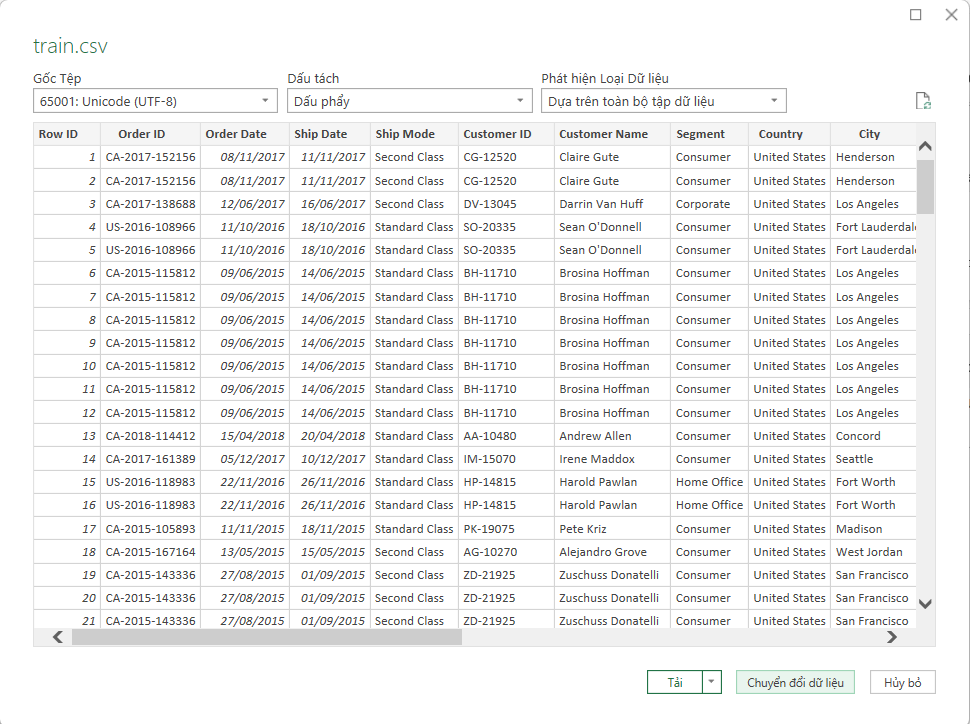 train.csv
Gốc Tệp Dấu tách Phát hiện Loại Dữ liệu
65001: Unicode (UTF-8) Dấu phẩy Dựa trên toàn bộ tập dữ liệu
Row ID Order ID Order Date Ship Date Ship Mode Customer ID Customer Name Segment Country City
1 CA-2017-152156 08/11/2017 11/11/2017 Second Class CG-12520 Claire Gute Consumer United States Henderson
2 CA-2017-152156 08/11/2017 11/11/2017 Second Class CG-12520 Claire Gute Consumer United States Henderson
3 CA-2017-138688 12/06/2017 16/06/2017 Second Class DV-13045 Darrin Van Huff Corporate United States Los Angeles
4 US-2016-108966 11/10/2016 18/10/2016 Standard Class SO-20335 Sean O'Donnell Consumer United States Fort Lauderdal
5 US-2016-108966 11/10/2016 18/10/2016 Standard Class SO-20335 Sean O'Donnell Consumer United States Fort Lauderdal
6 CA-2015-115812 09/06/2015 14/06/2015 Standard Class BH-11710 Brosina Hoffman Consumer United States Los Angeles
7 CA-2015-115812 09/06/2015 14/06/2015 Standard Class BH-11710 Brosina Hoffman Consumer United States Los Angeles
8 CA-2015-115812 09/06/2015 14/06/2015 Standard Class BH-11710 Brosina Hoffman Consumer United States Los Angeles
9 CA-2015-115812 09/06/2015 14/06/2015 Standard Class BH-11710 Brosina Hoffman Consumer United States Los Angeles
10 CA-2015-115812 09/06/2015 14/06/2015 Standard Class BH-11710 Brosina Hoffman Consumer United States Los Angeles
11 CA-2015-115812 09/06/2015 14/06/2015 Standard Class BH-11710 Brosina Hoffman Consumer United States Los Angeles
12 CA-2015-115812 09/06/2015 14/06/2015 Standard Class BH-11710 Brosina Hoffman Consumer United States Los Angeles
13 CA-2018-114412 15/04/2018 20/04/2018 Standard Class AA-10480 Andrew Allen Consumer United States Concord
14 CA-2017-161389 05/12/2017 10/12/2017 Standard Class IM-15070 Irene Maddox Consumer United States Seattle
15 US-2016-118983 22/11/2016 26/11/2016 Standard Class HP-14815 Harold Pawlan Home Office United States Fort Worth
16 US-2016-118983 22/11/2016 26/11/2016 Standard Class HP-14815 Harold Pawlan Home Office United States Fort Worth
17 CA-2015-105893 11/11/2015 18/11/2015 Standard Class PK-19075 Pete Kriz Consumer United States Madison
18 CA-2015-167164 13/05/2015 15/05/2015 Second Class AG-10270 Alejandro Grove Consumer United States West Jordan
19 CA-2015-143336 27/08/2015 01/09/2015 Second Class ZD-21925 Zuschuss Donatelli Consumer United States San Francisco
20 CA-2015-143336 27/08/2015 01/09/2015 Second Class ZD-21925 Zuschuss Donatelli Consumer United States San Francisco
21 CA-2015-143336 27/08/2015 01/09/2015 Second Class ZD-21925 Zuschuss Donatelli Consumer United States San Francisco
Tải Chuyển đổi dữ liệu Hủy bỏ